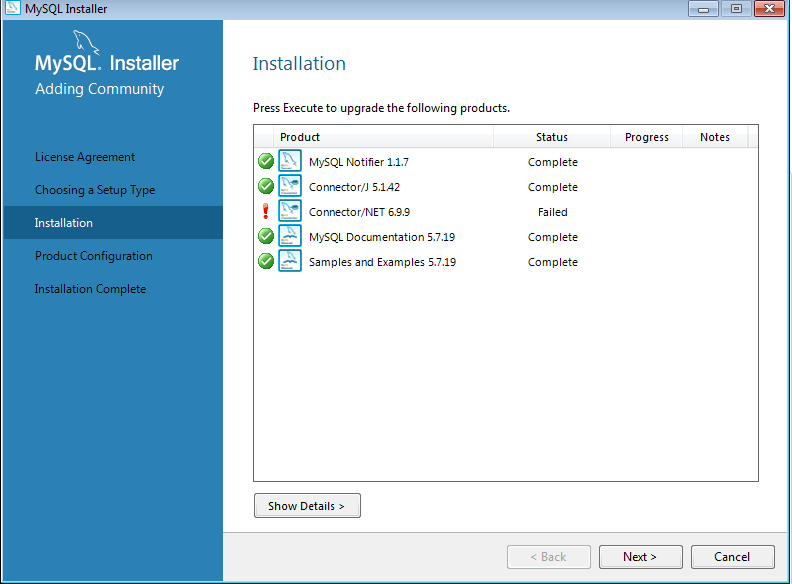 MySQL Installer
MySQL. Installer
Adding Community
License Agreement
Choosing a Setup Type
Installation
Product Configuration
Installation Complete
Installation
Press Execute to upgrade the following products.
Product Status Progress Notes
MySQL Notifier 1.1.7 Complete
Connector/J 5.1.42 Complete
Connector/NET 6.9.9 Failed
MySQL Documentation 5.7.19 Complete
Samples and Examples 5.7.19 Complete
Show Details >
< Back Next > Cancel